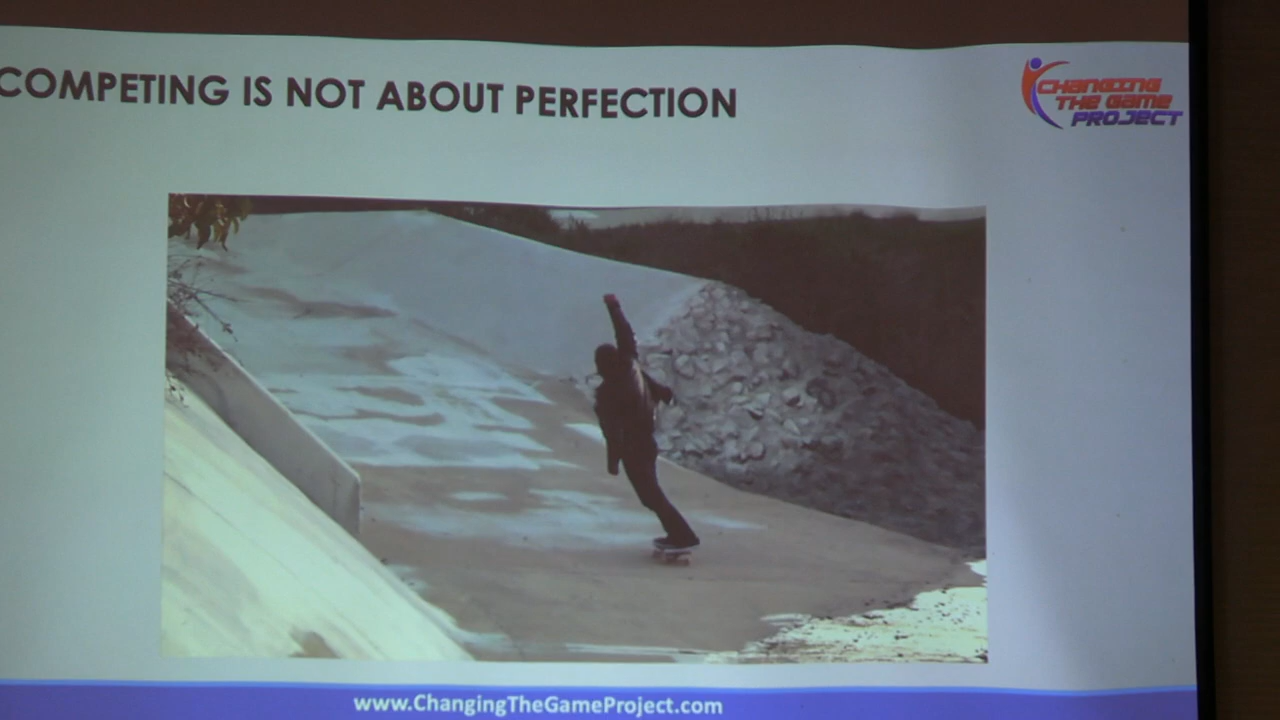 COMPETING IS NOT ABOUT PERFECTION
CHANGING
THE GAME
PROJECT
www.ChangingTheGameProject.com